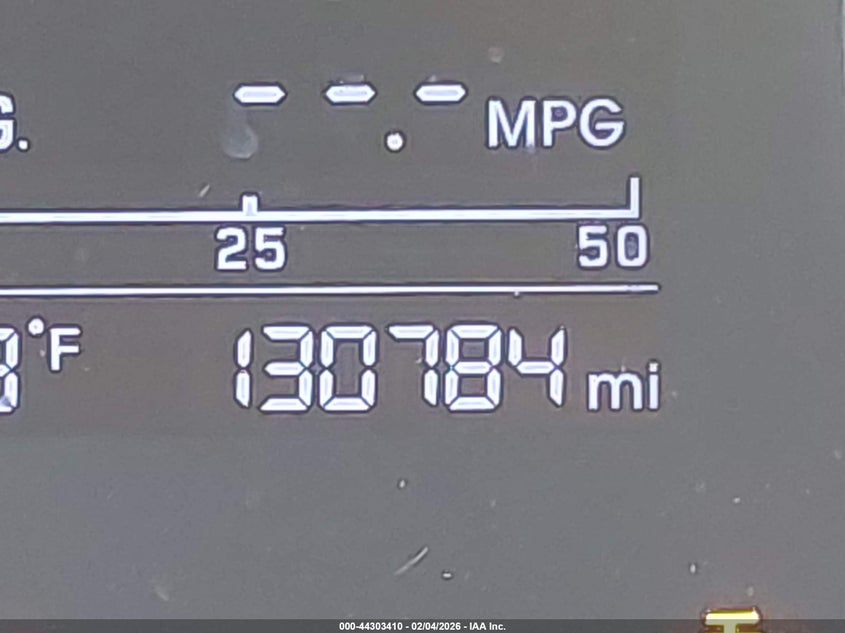 G. --.- MPG
25 50
°F 130784 mi
000-44303410 - 02/04/2026 - IAA Inc.